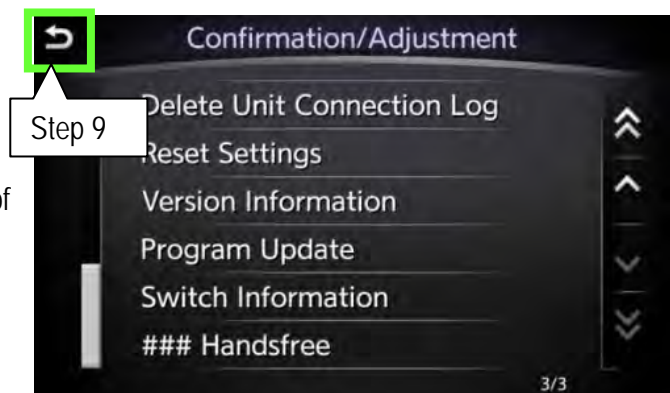 Confirmation/Adjustment
Step 9
Delete Unit Connection Log
Reset Settings
of
Version Information
Program Update
Switch Information
### Handsfree
3/3